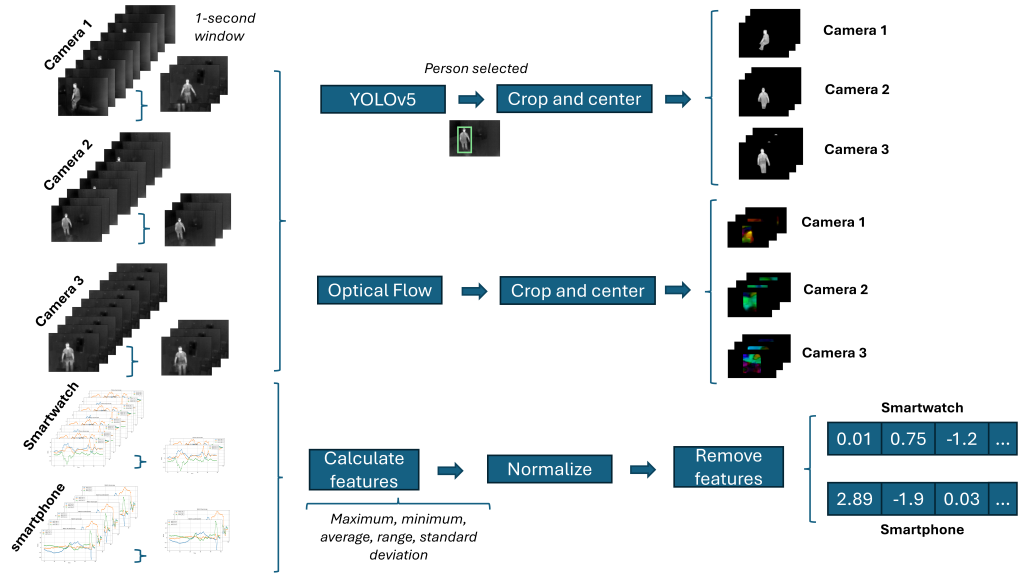 Camera 1
1-second
window
Camera 2
Camera 3
Smartwatch
smartphone
Person selected
YOLOv5
Crop and center
Camera 1
Camera 2
Camera 3
Optical Flow
Crop and center
Camera 1
Camera 2
Camera 3
Calculate
features
Normalize
Remove
features
Maximum, minimum,
average, range, standard
deviation
Smartwatch
0.01 0.75 -1.2 ...
2.89 -1.9 0.03 ...
Smartphone